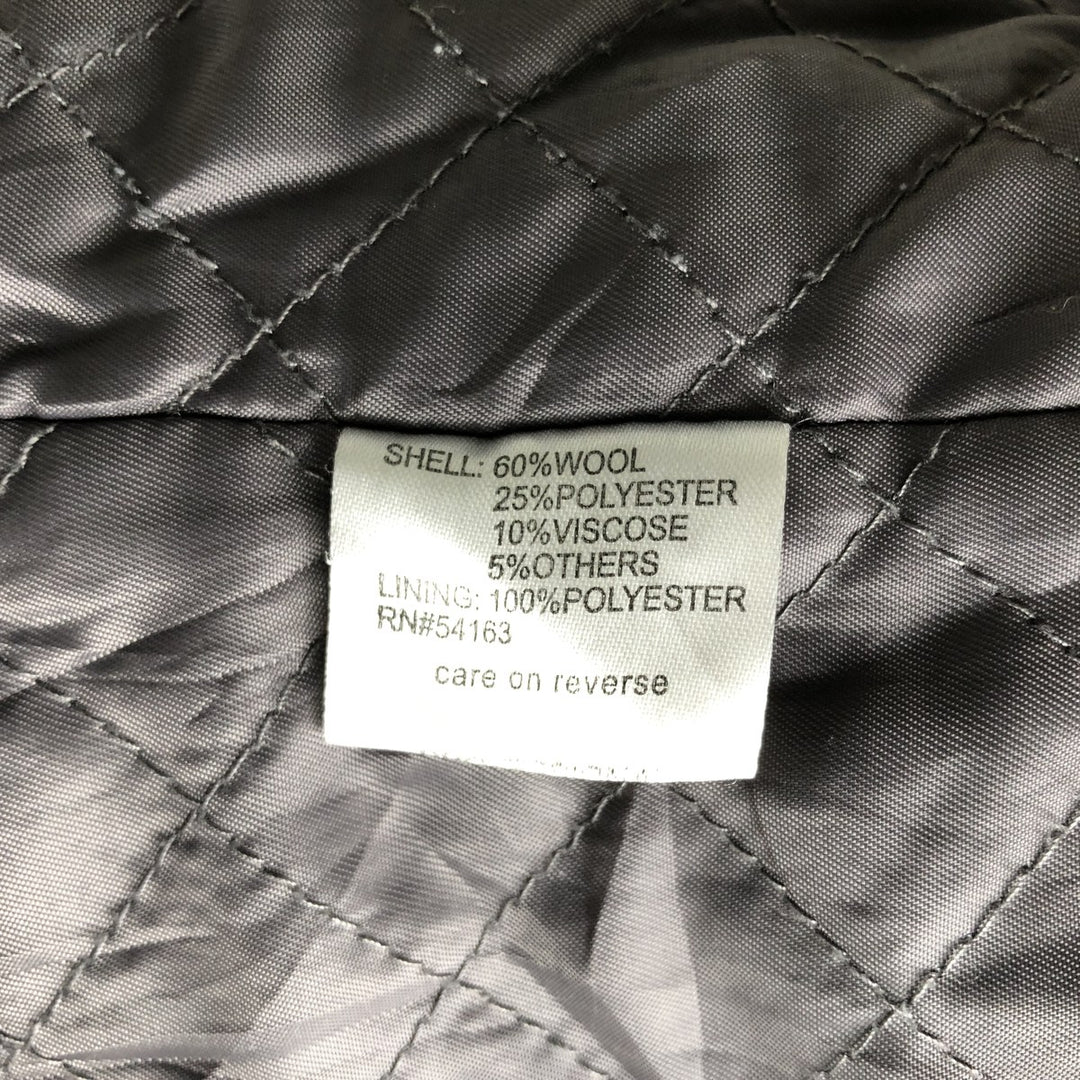 SHELL: 60%WOOL
25%POLYESTER
10%VISCOSE
5%OTHERS
LINING: 100%POLYESTER
RN#54163
care on reverse